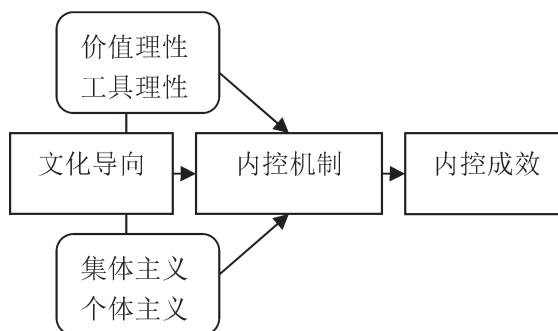 价值理性
工具理性
文化导向
内控机制
内控成效
集体主义
个体主义